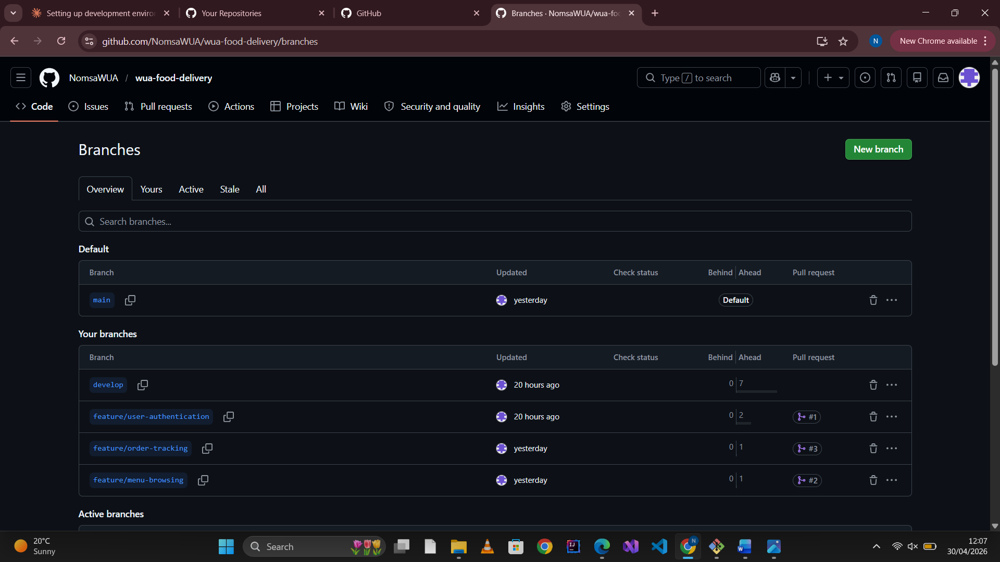 Setting up development enviro
Your Repositories
GitHub
Branches · NomsaWUA/wua-fo
github.com/NomsaWUA/wua-food-delivery/branches
N
New Chrome available
NomsaWUA / wua-food-delivery
Type / to search
Code
Issues
Pull requests
Actions
Projects
Wiki
Security and quality
Insights
Settings
Branches
New branch
Overview
Yours
Active
Stale
All
Search branches...
Default
Branch Updated Check status Behind Ahead Pull request
main yesterday Default
Your branches
Branch Updated Check status Behind Ahead Pull request
develop 20 hours ago 0 7
feature/user-authentication 20 hours ago 0 2 #1
feature/order-tracking yesterday 0 1 #3
feature/menu-browsing yesterday 0 1 #2
Active branches
20°C
Sunny
Search
IJ
N
W
12:07
30/04/2026